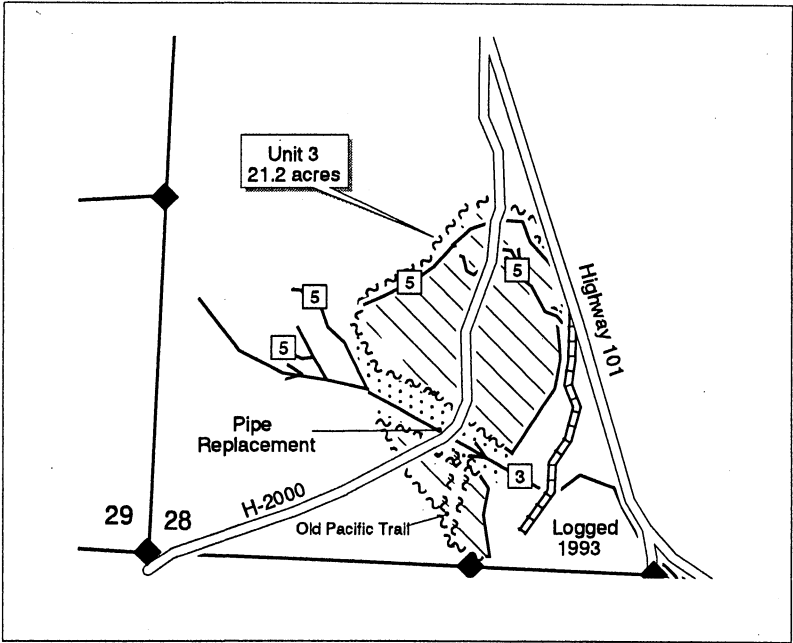 Unit 3
21.2 acres
5
5
5
5
Highway 101
Pipe
Replacement
3
H-2000
29
28
Old Pacific Trail
Logged
1993